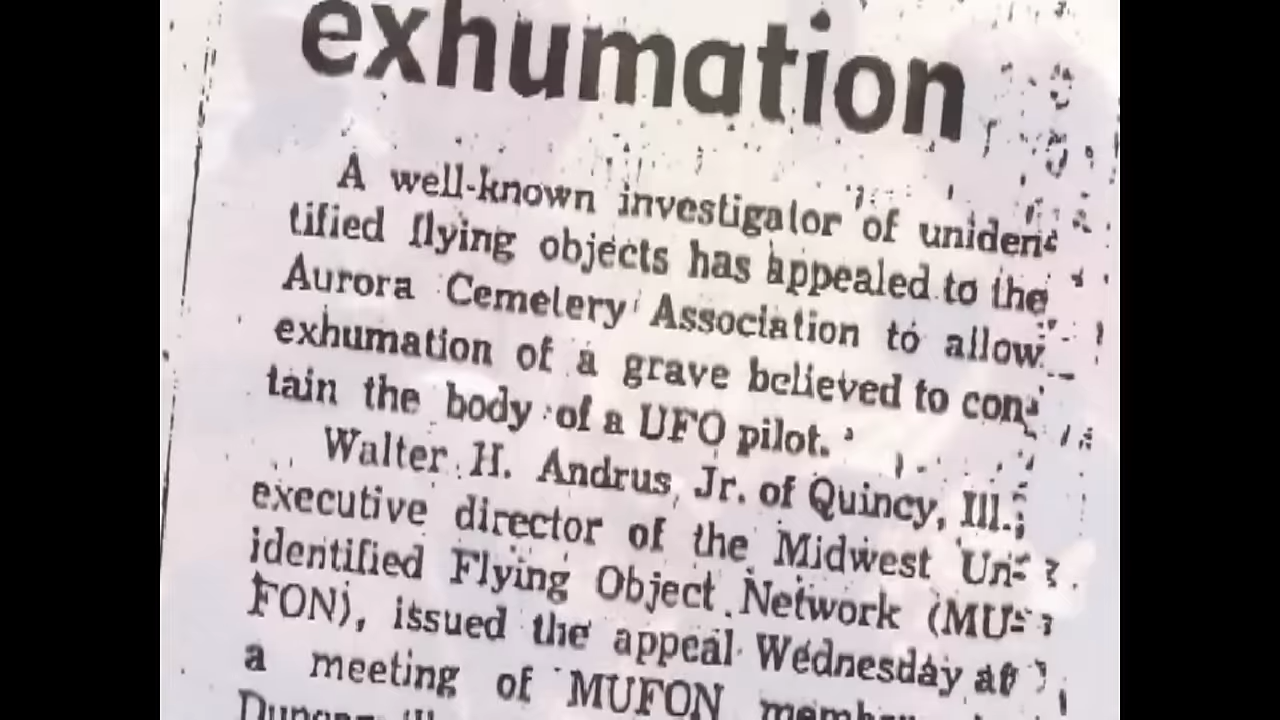 exhumation
A well-known investigator of uniden-
tified flying objects has appealed to the
Aurora Cemetery Association to allow
exhumation of a grave believed to con-
tain the body of a UFO pilot.
Walter H. Andrus, Jr. of Quincy, Ill.,
executive director of the Midwest Un-
identified Flying Object Network (MU-
FON), issued the appeal Wednesday at
a meeting of MUFON